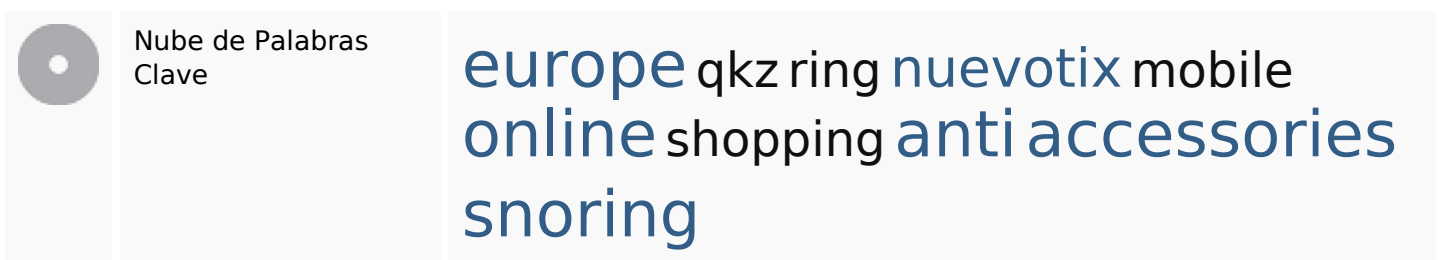 Nube de Palabras
Clave
europe qkz ring nuevotix mobile
online shopping anti accessories
snoring